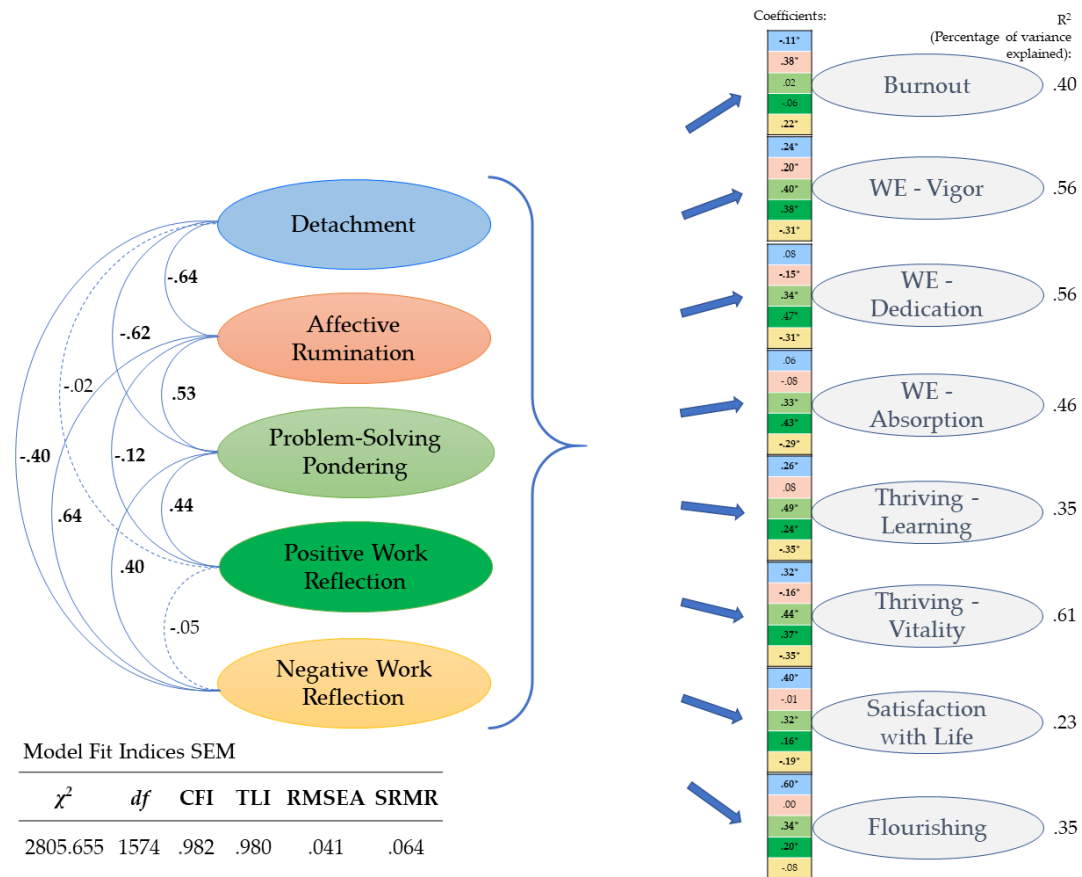 Coefficients:
R²
(Percentage of variance
explained):
Detachment
Affective
Rumination
Problem-Solving
Pondering
Positive Work
Reflection
Negative Work
Reflection
-.64
-.62
-.02
.53
-.40
-.12
.64
.44
.40
-.05
-.11*
.38*
.02
-.06
.22*
Burnout
.40
.24*
.20*
.40*
.38*
-.31*
WE - Vigor
.56
.08
-.15*
.34*
.47*
-.31*
WE -
Dedication
.56
.06
-.08
.33*
.43*
-.29*
WE -
Absorption
.46
.26*
.08
.49*
.24*
-.35*
Thriving -
Learning
.35
.32*
-.16*
.44*
.37*
-.35*
Thriving -
Vitality
.61
.40*
-.01
.32*
.16*
-.19*
Satisfaction
with Life
.23
.60*
.00
.34*
.20*
-.08
Flourishing
.35
Model Fit Indices SEM
χ² df CFI TLI RMSEA SRMR
2805.655 1574 .982 .980 .041 .064